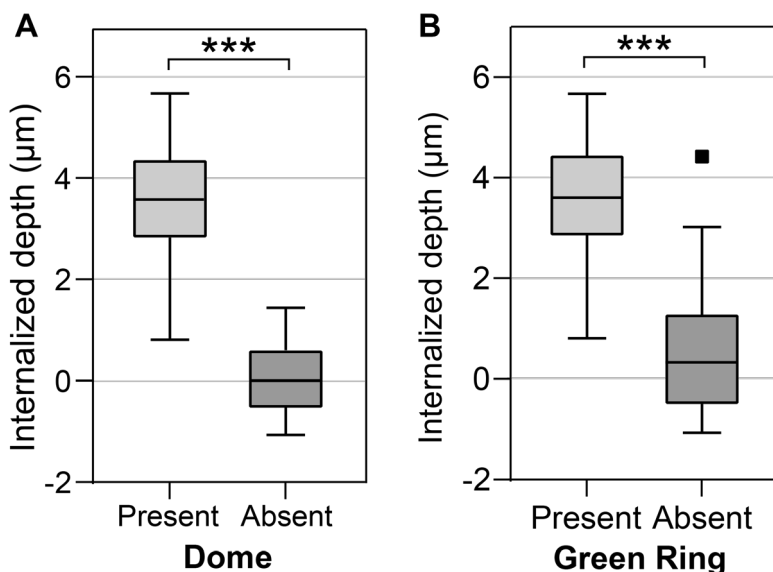 A
***
Internalized depth (µm)
6
4
2
0
-2
Present Absent
Dome
B
***
Internalized depth (µm)
6
4
2
0
-2
Present Absent
Green Ring